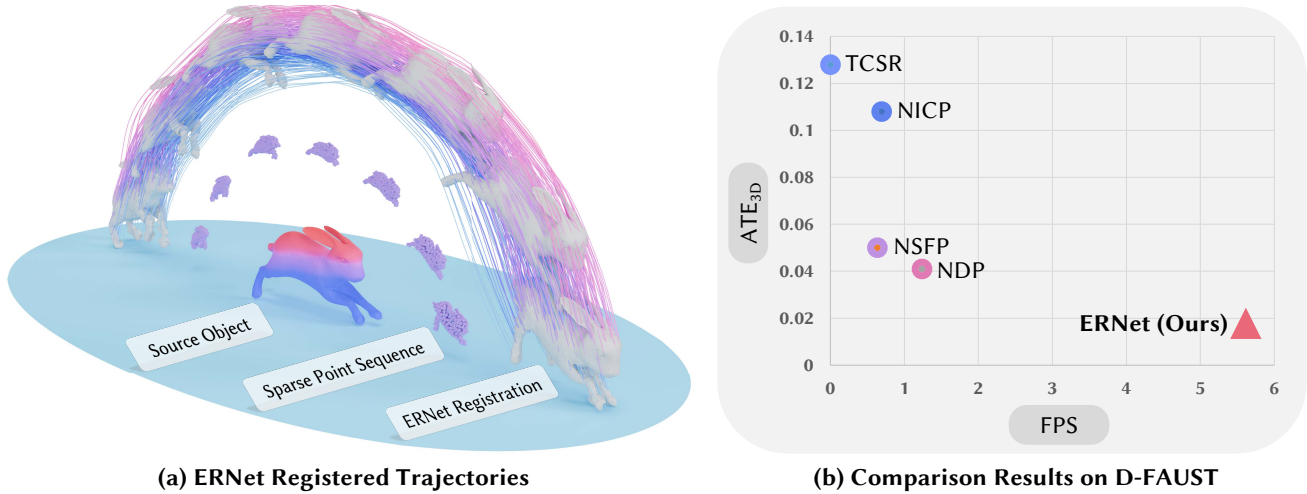 Source Object
Sparse Point Sequence
ERNet Registration
(a) ERNet Registered Trajectories
0.14
0.12
0.1
0.08
0.06
0.04
0.02
0
ATE3D
TCSR
NICP
NSFP
NDP
ERNet (Ours)
0 1 2 3 4 5 6
FPS
(b) Comparison Results on D-FAUST